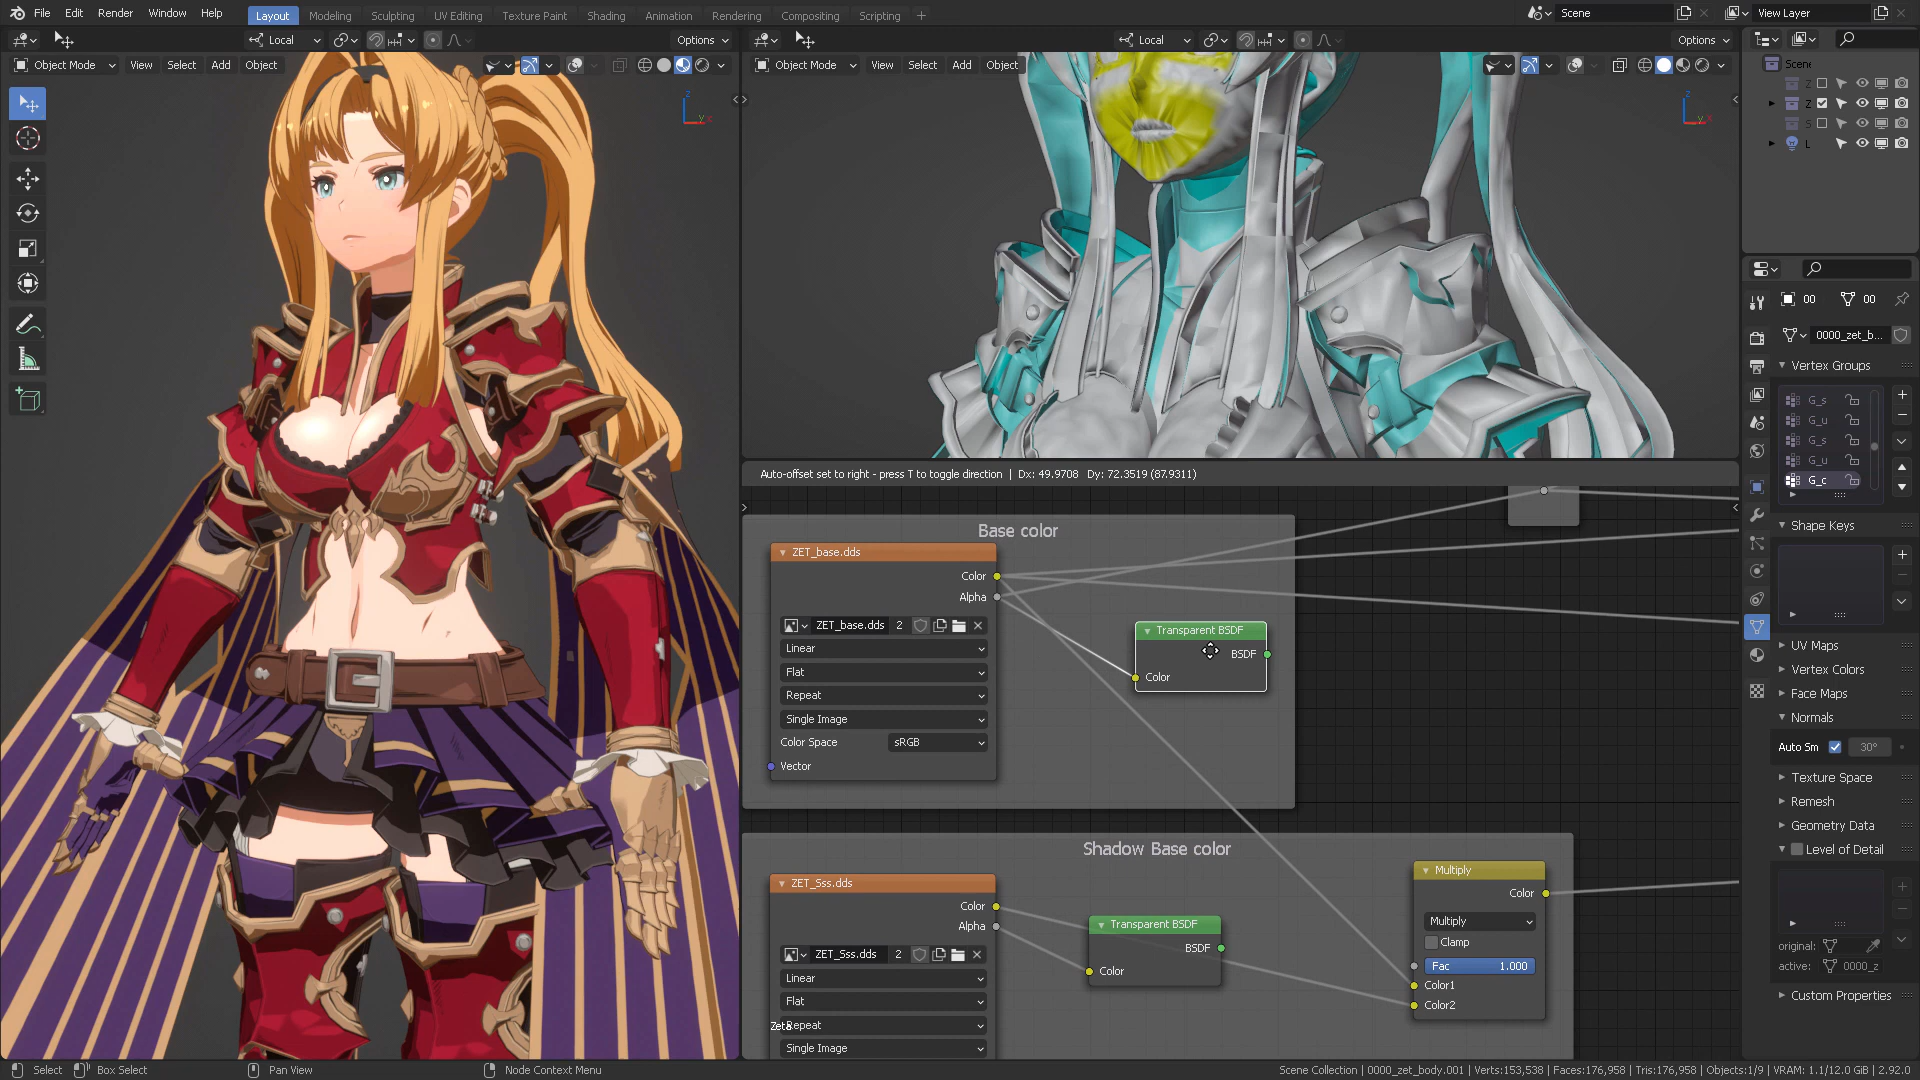 File Edit Render Window Help Layout Modeling Sculpting UV Editing Texture Paint Shading Animation Rendering Compositing Scripting + Scene View Layer
Local Options Local Options
Object Mode View Select Add Object Object Mode View Select Add Object
Scene
Z
Z
S
L
00 00
0000_zet_b...
Vertex Groups
G_s
G_u
G_s
G_u
G_c
Auto-offset set to right - press T to toggle direction | Dx: 49.9708 Dy: 72.3519 (87.9311)
Shape Keys
Base color
ZET_base.dds
Color
Alpha
ZET_base.dds 2
Linear
Flat
Repeat
Single Image
Color Space sRGB
Vector
Transparent BSDF
BSDF
Color
UV Maps
Vertex Colors
Face Maps
Normals
Auto Sm 30°
Texture Space
Remesh
Geometry Data
Level of Detail
Shadow Base color
ZET_Sss.dds
Color
Alpha
ZET_Sss.dds 2
Linear
Flat
Repeat
Single Image
Zeta
Transparent BSDF
BSDF
Color
Multiply
Color
Multiply
Clamp
Fac 1.000
Color1
Color2
original:
active: 0000_z
Custom Properties
Select Box Select Pan View Node Context Menu Scene Collection | 0000_zet_body.001 | Verts:153,538 | Faces:176,958 | Tris:176,958 | Objects:1/9 | VRAM: 1.1/12.0 GiB | 2.92.0